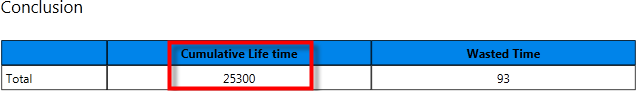 Conclusion
Cumulative Life time Wasted Time
Total 25300 93